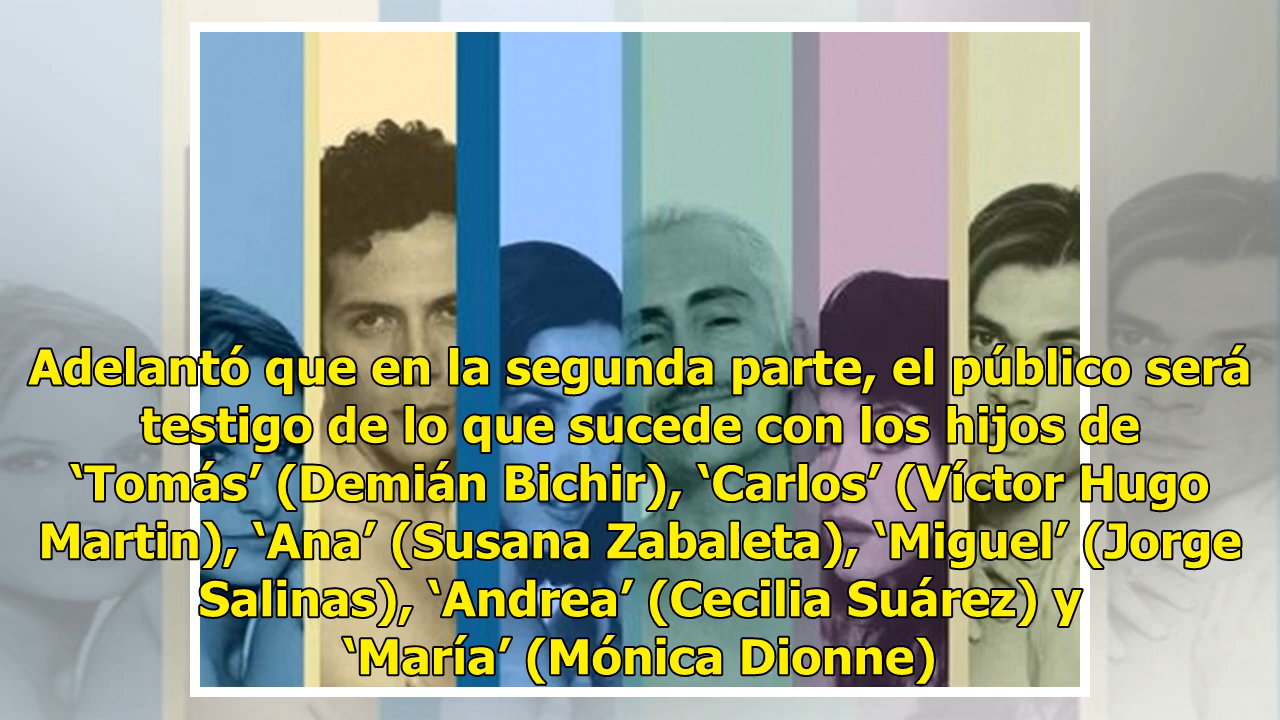 Adelantó que en la segunda parte, el público será
testigo de lo que sucede con los hijos de
‘Tomás’ (Demián Bichir), ‘Carlos’ (Víctor Hugo
Martin), ‘Ana’ (Susana Zabaleta), ‘Miguel’ (Jorge
Salinas), ‘Andrea’ (Cecilia Suárez) y
‘María’ (Mónica Dionne)